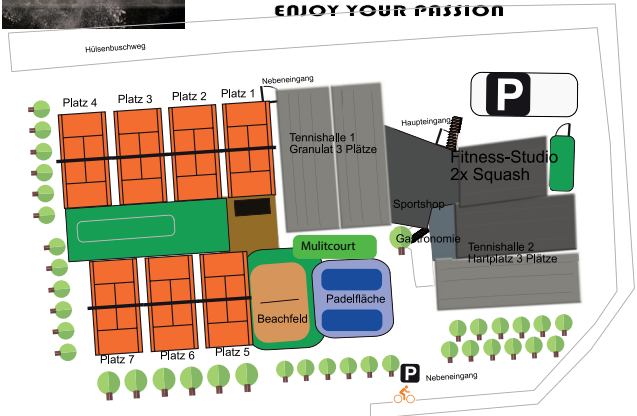 ENJOY YOUR PASSION
Hülsenbuschweg
Nebeneingang
Platz 4
Platz 3
Platz 2
Platz 1
P
Haupteingang
Tennishalle 1
Granulat 3 Plätze
Fitness-Studio
2x Squash
Sportshop
Gastronomie
Mulitcourt
Tennishalle 2
Hartplatz 3 Plätze
Padelfläche
Beachfeld
Platz 7
Platz 6
Platz 5
P
Nebeneingang